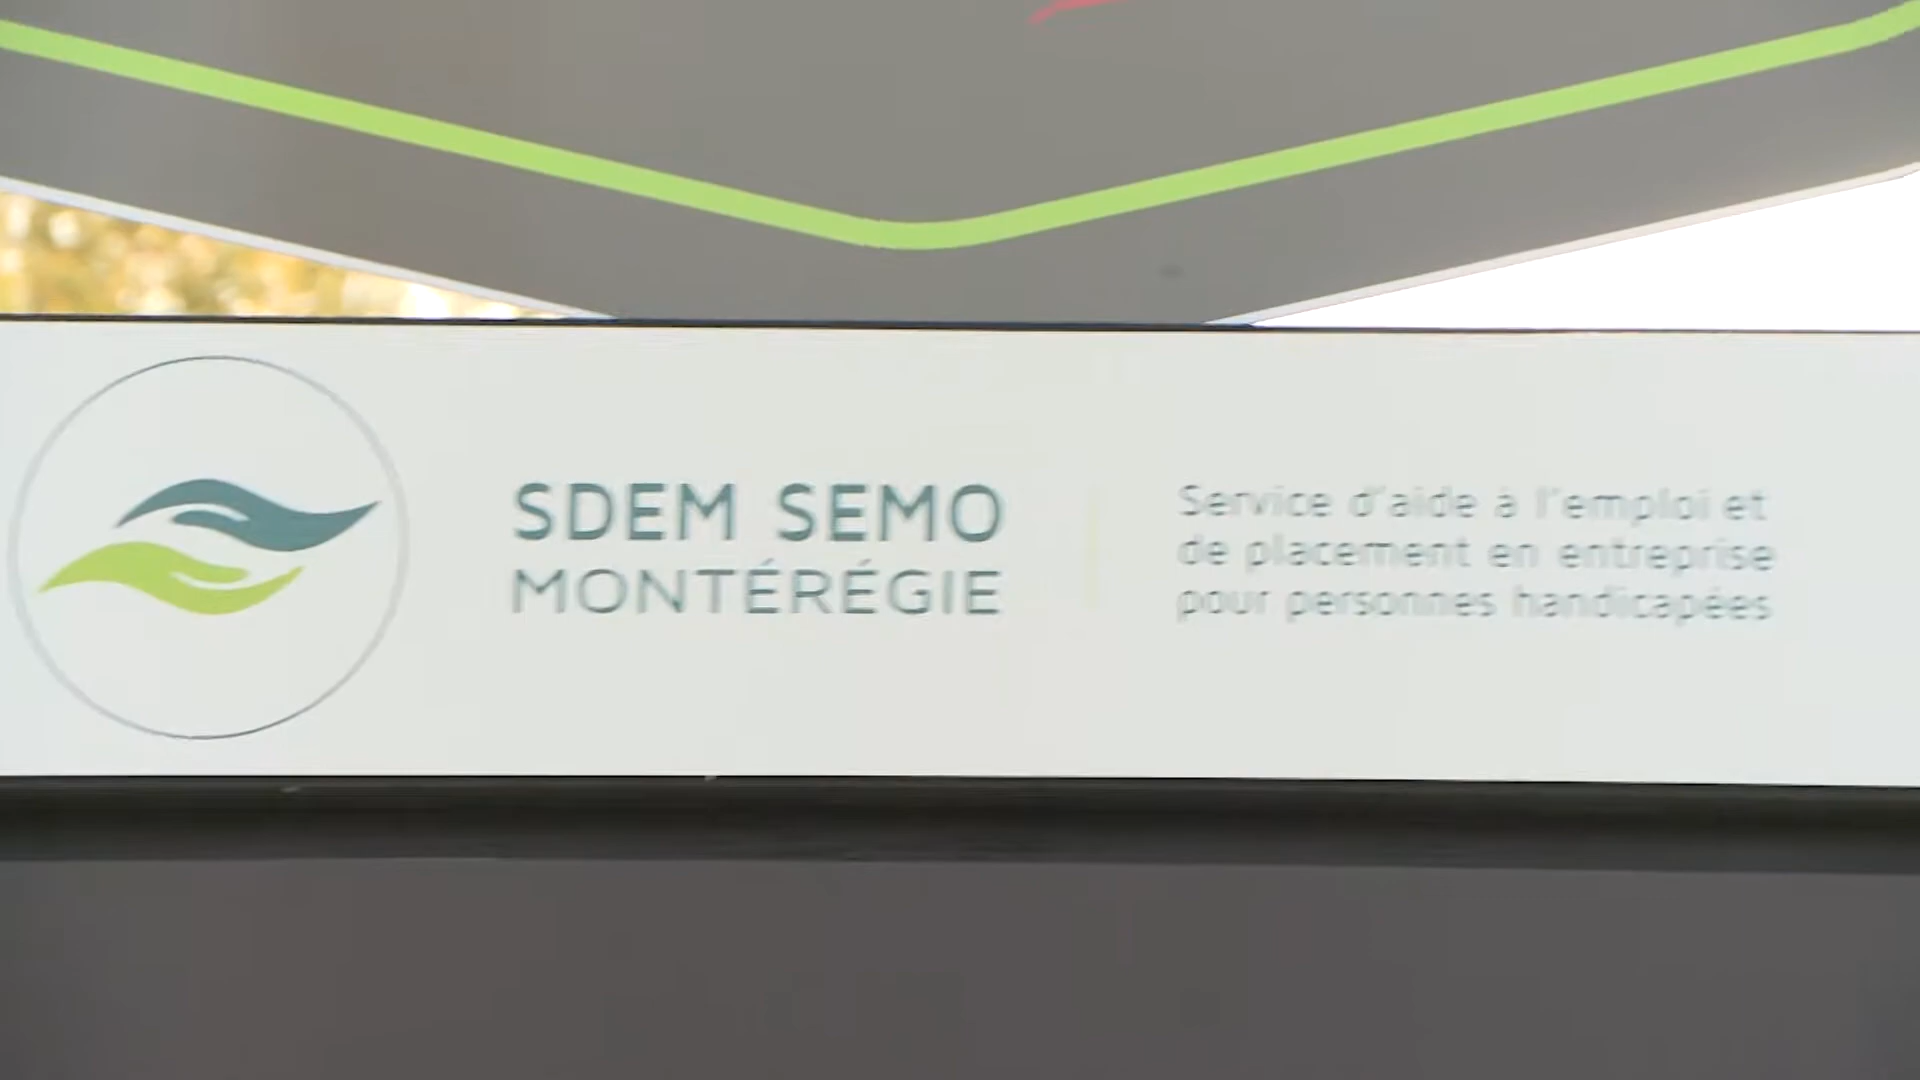 SDEM SEMO
MONTÉRÉGIE
Service d'aide à l'emploi et
de placement en entreprise
pour personnes handicapées